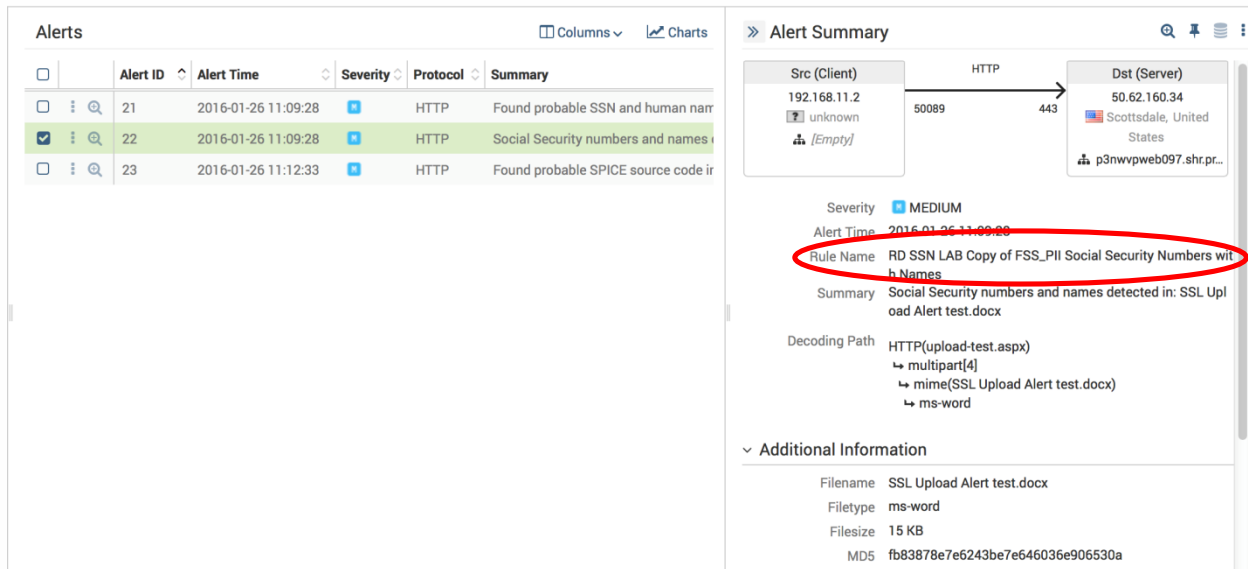 Alerts
Columns
Charts
Alert ID Alert Time Severity Protocol Summary
21 2016-01-26 11:09:28 HTTP Found probable SSN and human nam
22 2016-01-26 11:09:28 HTTP Social Security numbers and names
23 2016-01-26 11:12:33 HTTP Found probable SPICE source code in
Alert Summary
Src (Client)
192.168.11.2
? unknown
[Empty]
HTTP
50089 443
Dst (Server)
50.62.160.34
Scottsdale, United
States
p3nwvpweb097.shr.pr...
Severity M MEDIUM
Alert Time 2016-01-26 11:09:28
Rule Name RD SSN LAB Copy of FSS_PII Social Security Numbers wit
h Names
Summary Social Security numbers and names detected in: SSL Upl
oad Alert test.docx
Decoding Path HTTP(upload-test.aspx)
↳ multipart[4]
↳ mime(SSL Upload Alert test.docx)
↳ ms-word
Additional Information
Filename SSL Upload Alert test.docx
Filetype ms-word
Filesize 15 KB
MD5 fb83878e7e6243be7e646036e906530a